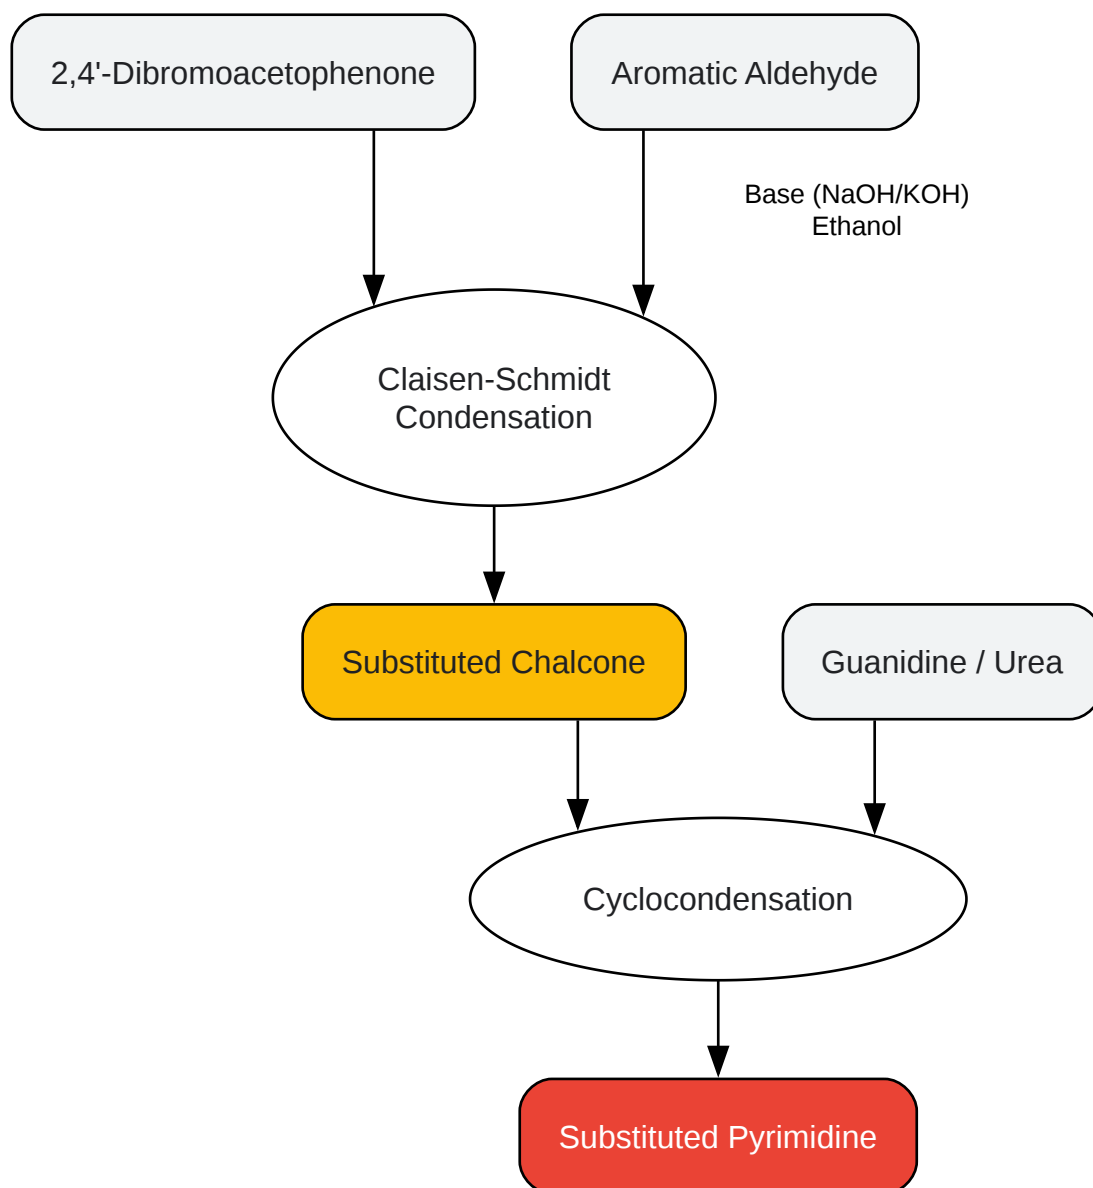 2,4'-Dibromoacetophenone
Aromatic Aldehyde
Base (NaOH/KOH)
Ethanol
Claisen-Schmidt
Condensation
Substituted Chalcone
Guanidine / Urea
Cyclocondensation
Substituted Pyrimidine